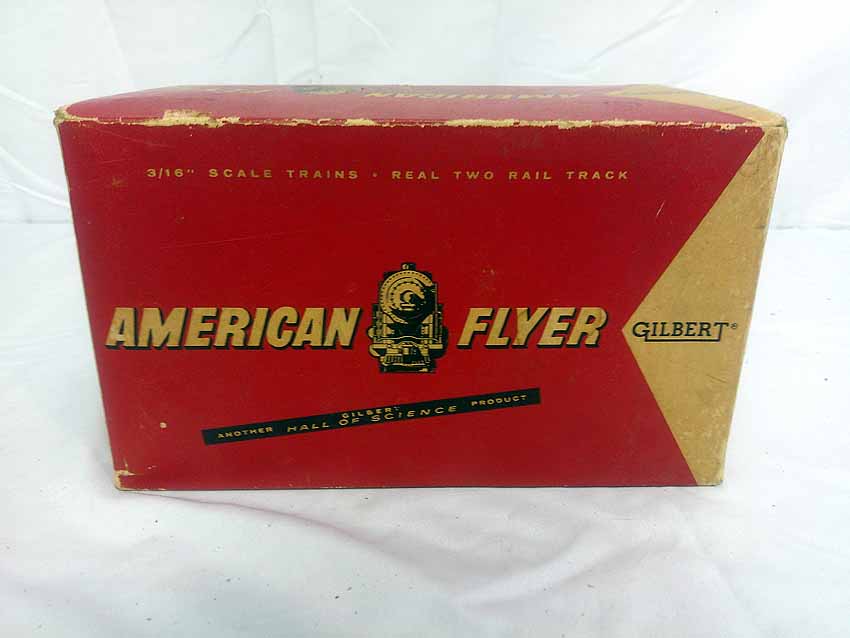 3/16" SCALE TRAINS • REAL TWO RAIL TRACK
AMERICAN FLYER
GILBERT®
ANOTHER GILBERT HALL OF SCIENCE PRODUCT